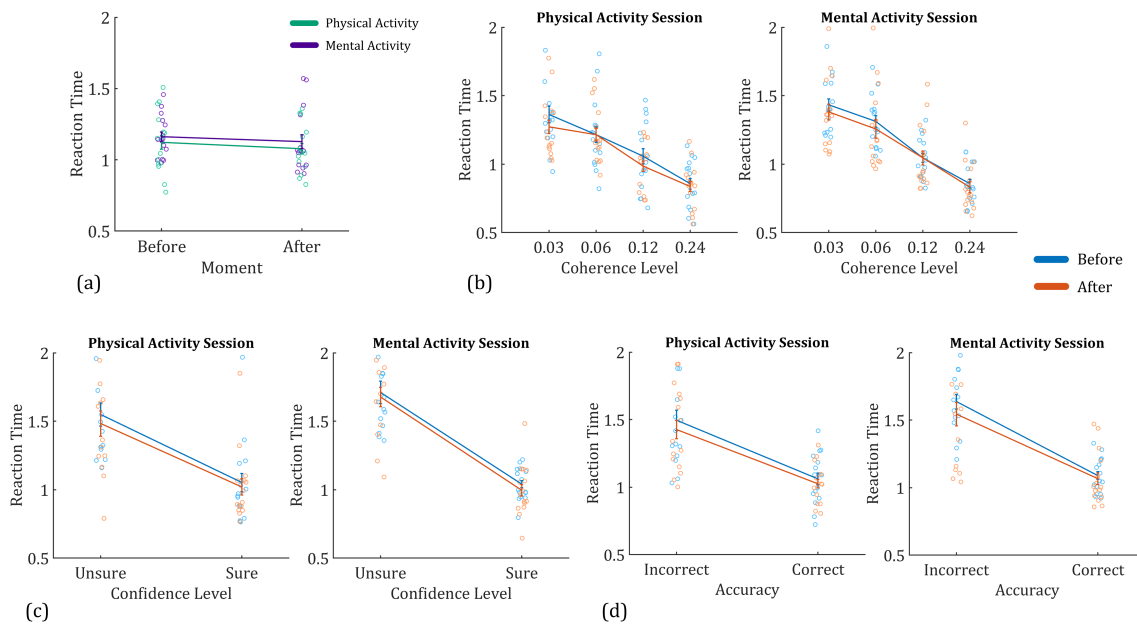 2
1.5
1
0.5
Reaction Time
Before
After
Moment
Physical Activity
Mental Activity
(a)
Physical Activity Session
2
1.5
1
0.5
Reaction Time
0.03 0.06 0.12 0.24
Coherence Level
Mental Activity Session
2
1.5
1
0.5
0.03 0.06 0.12 0.24
Coherence Level
(b)
Before
After
Physical Activity Session
2
1.5
1
0.5
Reaction Time
Unsure
Sure
Confidence Level
Mental Activity Session
2
1.5
1
0.5
Reaction Time
Unsure
Sure
Confidence Level
(c)
Physical Activity Session
2
1.5
1
0.5
Reaction Time
Incorrect
Correct
Accuracy
Mental Activity Session
2
1.5
1
0.5
Reaction Time
Incorrect
Correct
Accuracy
(d)